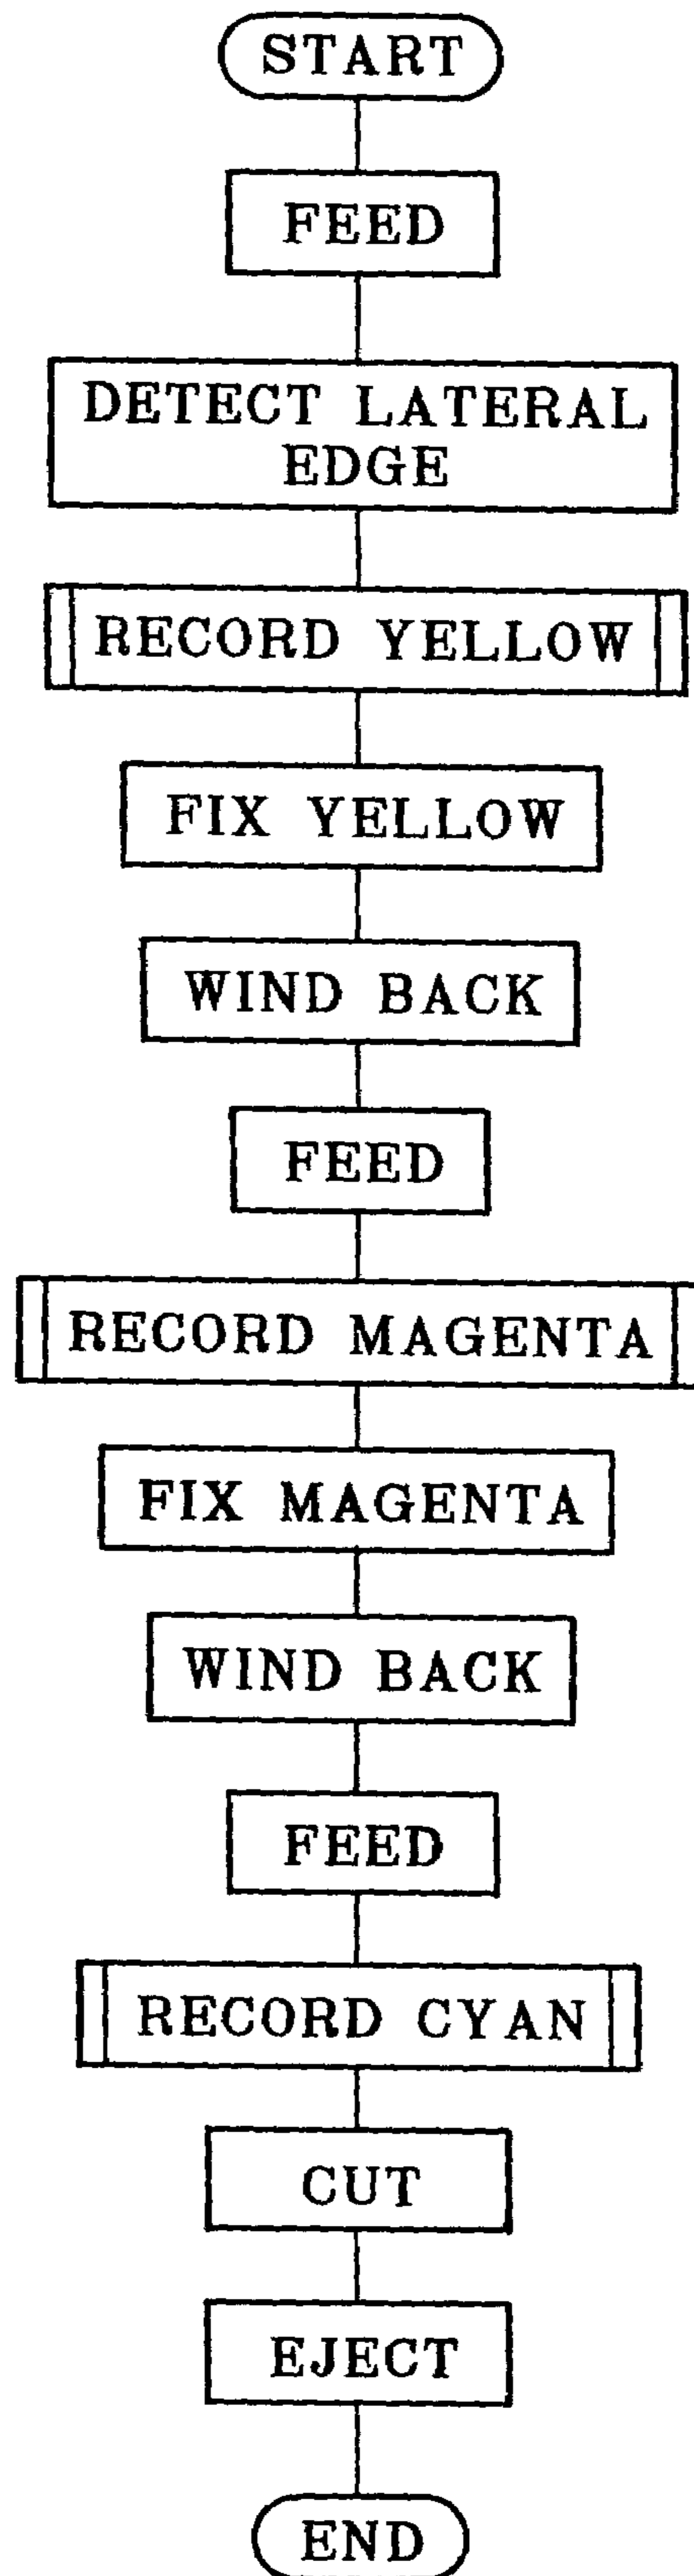 START
FEED
DETECT LATERAL
EDGE
RECORD YELLOW
FIX YELLOW
WIND BACK
FEED
RECORD MAGENTA
FIX MAGENTA
WIND BACK
FEED
RECORD CYAN
CUT
EJECT
END